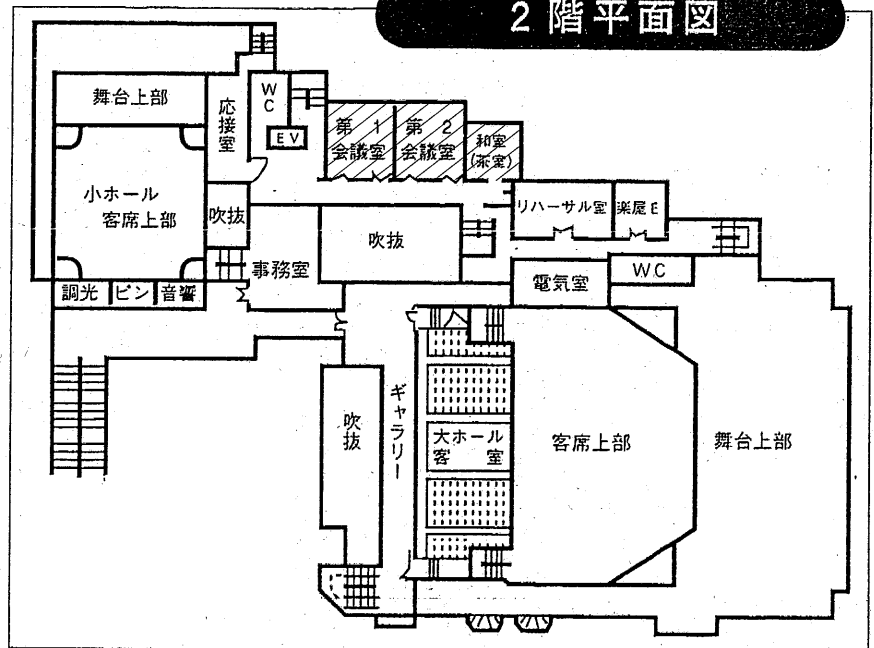 2階平面図
舞台上部
応接室
WC
EV
第1
会議室
第2
会議室
和室
(茶室)
小ホール
客席上部
吹抜
吹抜
リハーサル室
楽屋E
事務室
電気室
W.C
調光
ピン
音響
吹抜
ギャラリー
大ホール
客室
客席上部
舞台上部